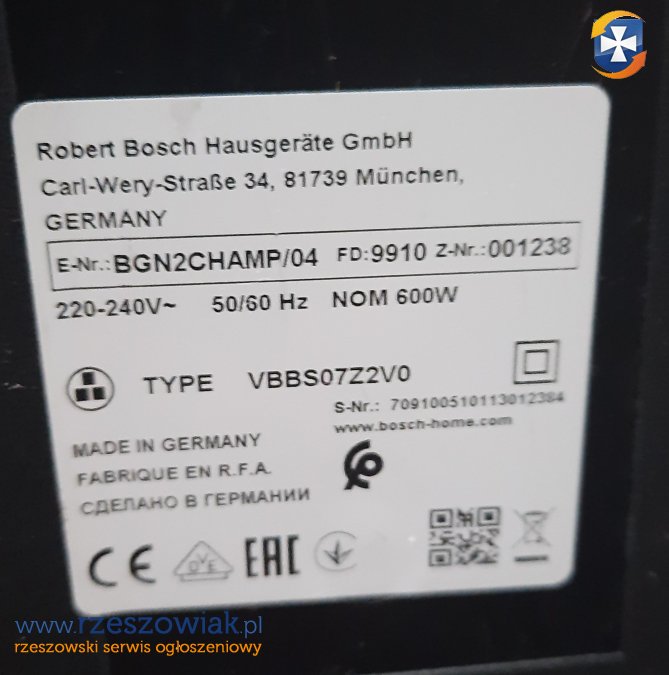 Robert Bosch Hausgeräte GmbH
Carl-Wery-Straße 34, 81739 München,
GERMANY
E-Nr.: BGN2CHAMP/04 FD: 9910 Z-Nr.: 001238
220-240V~ 50/60 Hz NOM 600W
TYPE VBBS07Z2V0
S-Nr.: 709100510113012384
www.bosch-home.com
MADE IN GERMANY
FABRIQUE EN R.F.A.
СДЕЛАНО В ГЕРМАНИИ
CE OVE EAC
www.rzeszowiak.pl
rzeszowski serwis ogłoszeniowy